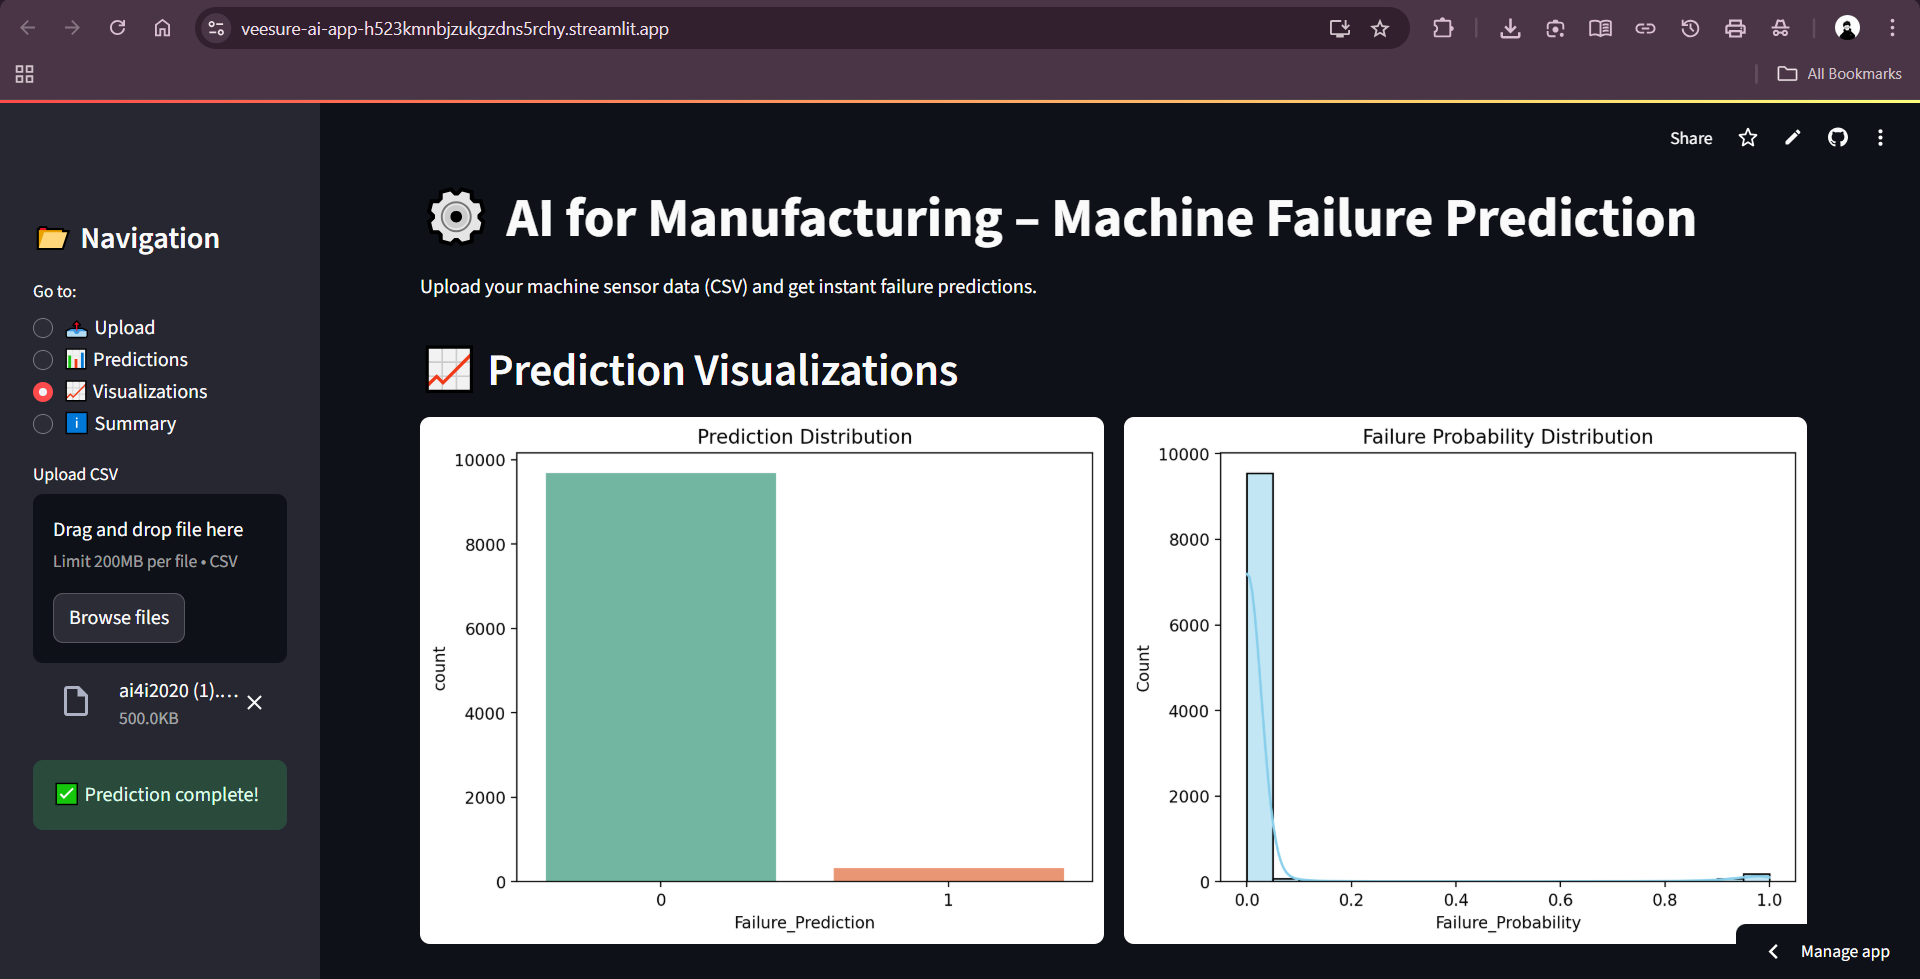 veesure-ai-app-h523kmnbjzukgzdns5rchy.streamlit.app
All Bookmarks
Share
Navigation
Go to:
Upload
Predictions
Visualizations
Summary
Upload CSV
Drag and drop file here
Limit 200MB per file • CSV
Browse files
ai4i2020 (1)....
500.0KB
Prediction complete!
AI for Manufacturing – Machine Failure Prediction
Upload your machine sensor data (CSV) and get instant failure predictions.
Prediction Visualizations
Prediction Distribution
10000
8000
6000
4000
2000
0
count
0 1
Failure_Prediction
Failure Probability Distribution
10000
8000
6000
4000
2000
0
Count
0.0 0.2 0.4 0.6 0.8 1.0
Failure_Probability
Manage app